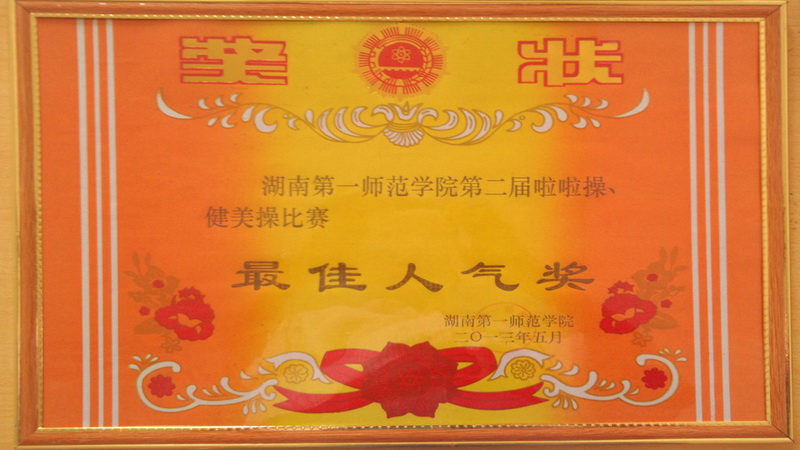 奖 状
湖南第一师范学院第二届啦啦操、
健美操比赛
最佳人气奖
湖南第一师范学院
二〇一三年五月